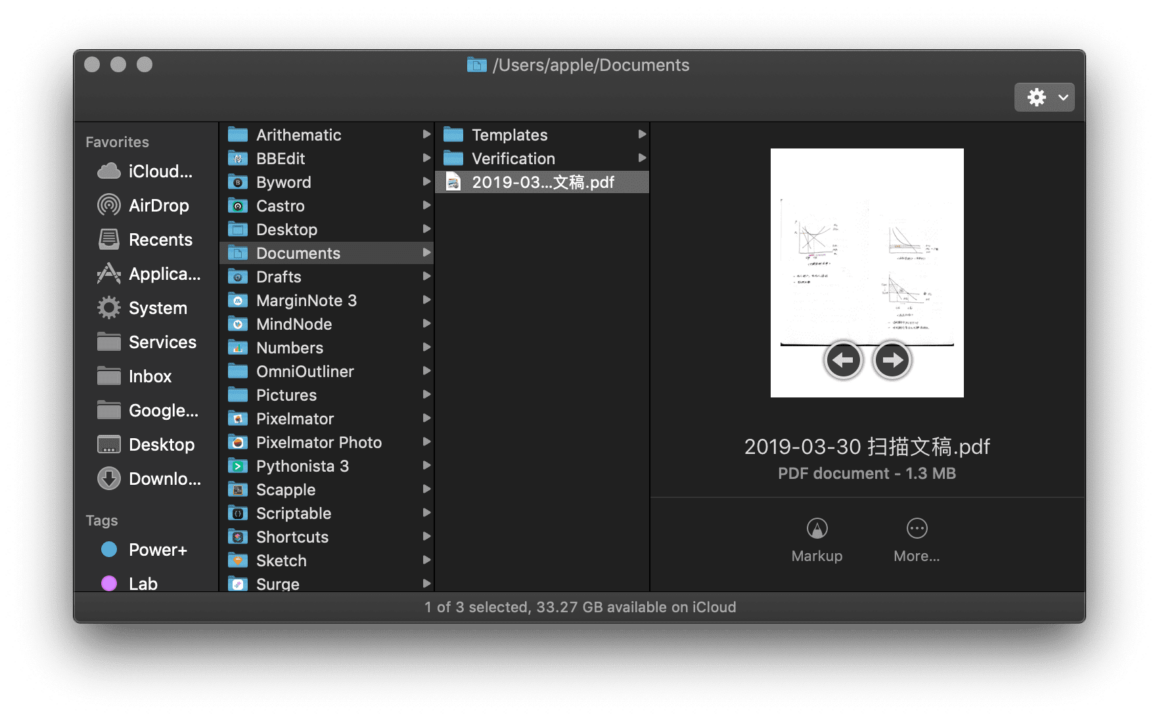 /Users/apple/Documents
Favorites
iCloud...
AirDrop
Recents
Applica...
System
Services
Inbox
Google...
Desktop
Downlo...
Tags
Power+
Lab
Arithematic
BBEdit
Byword
Castro
Desktop
Documents
Drafts
MarginNote 3
MindNode
Numbers
OmniOutliner
Pictures
Pixelmator
Pixelmator Photo
Pythonista 3
Scapple
Scriptable
Shortcuts
Sketch
Surge
Templates
Verification
2019-03...文稿.pdf
2019-03-30 扫描文稿.pdf
PDF document - 1.3 MB
Markup
More...
1 of 3 selected, 33.27 GB available on iCloud